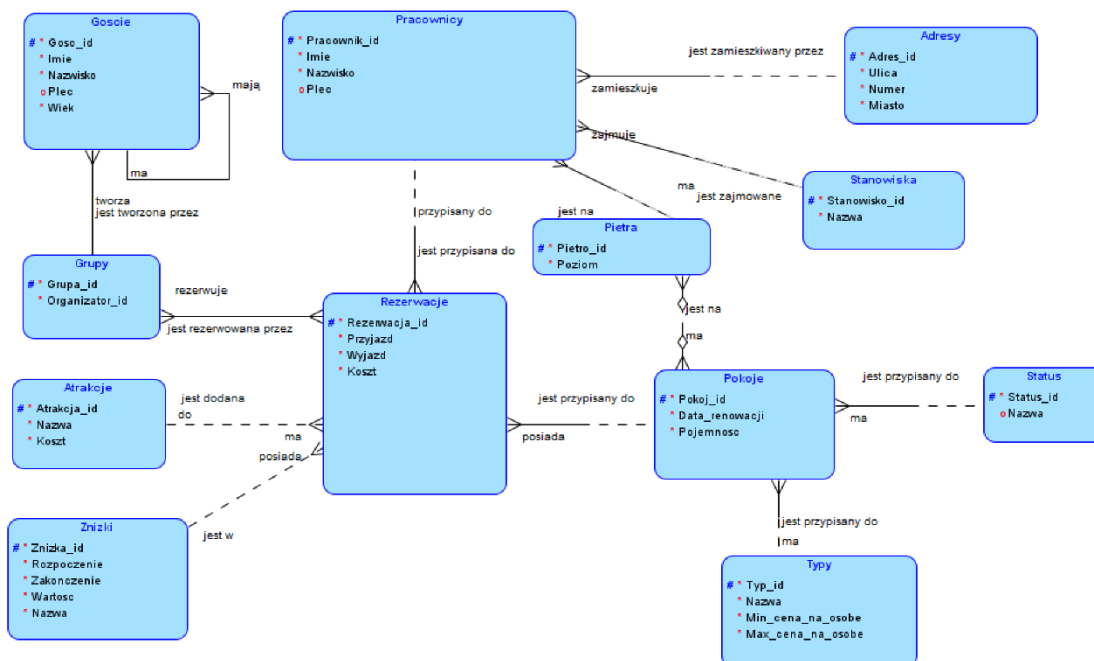 Goscie
# * Gosc_id
* Imie
* Nazwisko
o Plec
* Wiek
mają
ma
tworza
jest tworzona przez
Pracownicy
# * Pracownik_id
* Imie
* Nazwisko
o Plec
jest zamieszkiwany przez
zamieszkuje
Adresy
# * Adres_id
* Ulica
* Numer
* Miasto
zajmuje
ma
jest zajmowane
Stanowiska
# * Stanowisko_id
* Nazwa
przypisany do
jest przypisana do
jest na
Pietra
# * Pietro_id
* Poziom
jest na
ma
Grupy
# * Grupa_id
* Organizator_id
rezerwuje
jest rezerwowana przez
Rezerwacje
# * Rezerwacja_id
* Przyjazd
* Wyjazd
* Koszt
Atrakcje
# * Atrakcja_id
* Nazwa
* Koszt
jest dodana
do
ma
posiada
jest w
Znizki
# * Znizka_id
* Rozpoczenie
* Zakonczenie
* Wartosc
* Nazwa
jest przypisany do
posiada
Pokoje
# * Pokoj_id
* Data_renowacji
* Pojemnosc
jest przypisany do
ma
Status
# * Status_id
o Nazwa
jest przypisany do
ma
Typy
# * Typ_id
* Nazwa
* Min_cena_na_osobe
* Max_cena_na_osobe